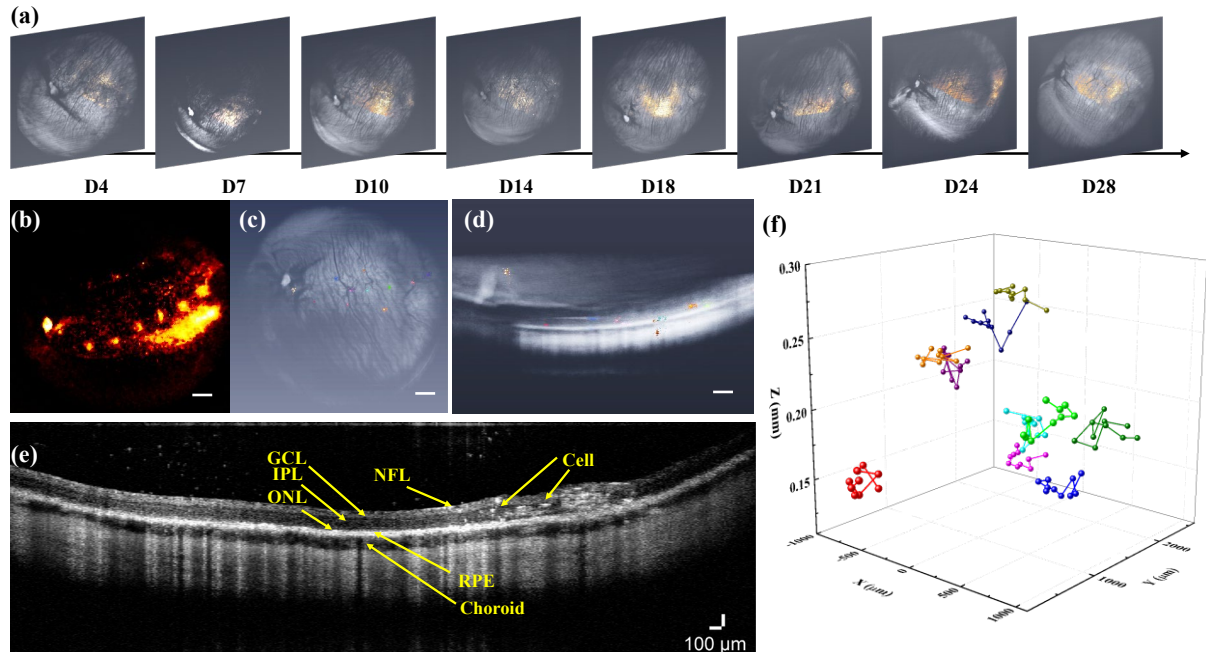 (a)
D4 D7 D10 D14 D18 D21 D24 D28
(b) (c) (d) (f)
0.30
0.25
0.20
0.15
Z (mm)
-1000 -500 0 500 1000
X (μm)
1000 2000
Y (μm)
(e)
GCL
IPL
ONL
NFL
Cell
RPE
Choroid
100 μm